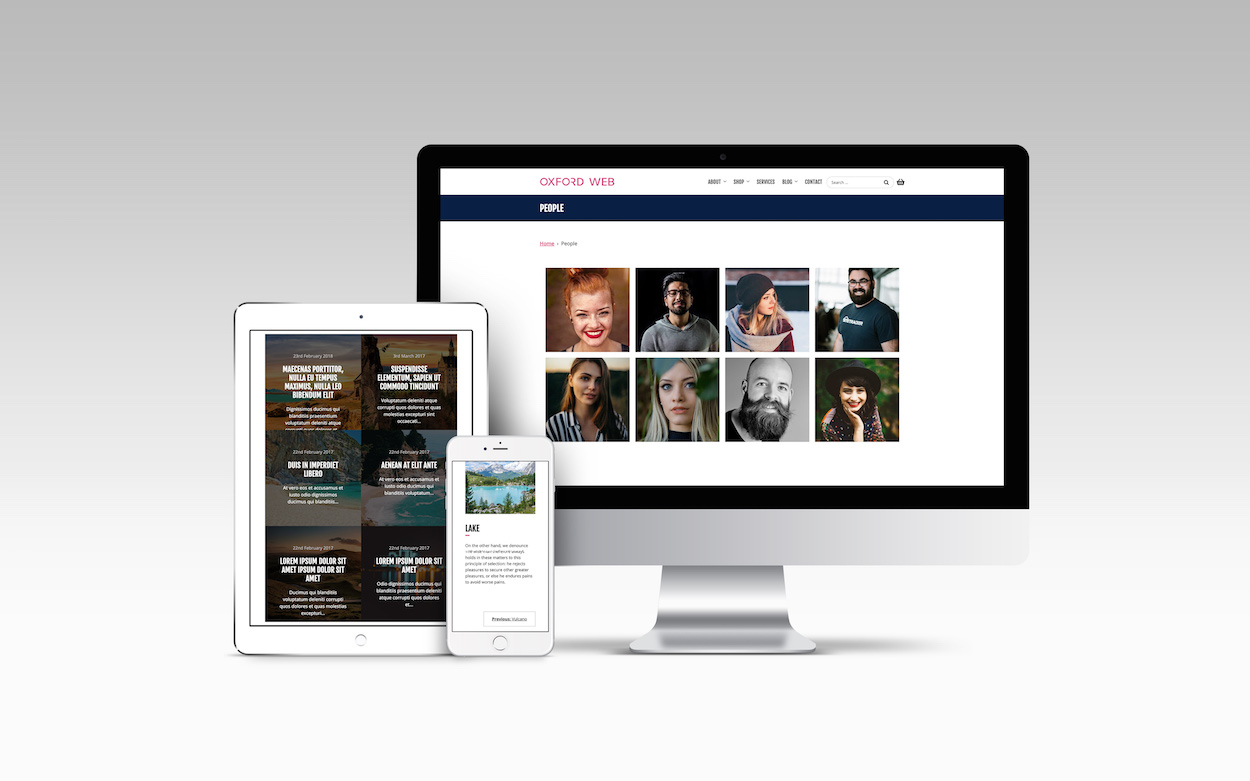 OXFORD WEB
ABOUT SHOP SERVICES BLOG CONTACT Search ...
PEOPLE
Home » People
23rd February 2018
MAECENAS PORTTITOR,
NULLA EU TEMPUS
MAXIMUS, NULLA LEO
BIBENDUM ELIT
Dignissimos ducimus qui
blanditiis praesentium
voluptatum deleniti atque
corrupti quos dolores et quas
3rd March 2017
SUSPENDISSE
ELEMENTUM, SAPIEN UT
COMMODO TINCIDUNT
Voluptatum deleniti atque
corrupti quos dolores et quas
molestias excepturi sint
occaecati...
22nd February 2017
DUIS IN IMPERDIET
LIBERO
At vero eos et accusamus et
iusto odio dignissimos
ducimus qui blanditiis...
22nd February 2017
AENEAN AT ELIT ANTE
At vero eos et accusamus et
iusto odio ducimus qui
blanditiis voluptatum...
22nd February 2017
LOREM IPSUM DOLOR SIT
AMET IPSUM DOLOR SIT
AMET
Ducimus qui blanditiis
voluptatum deleniti corrupti
quos dolores et quas molestias
excepturi...
22nd February 2017
LOREM IPSUM DOLOR SIT
AMET
Odio dignissimos ducimus qui
blanditiis praesentium deleniti
atque corrupti quos dolores
et...
LAKE
On the other hand, we denounce
holds in these matters to this
principle of selection: he rejects
pleasures to secure other greater
pleasures, or else he endures pains
to avoid worse pains.
Previous: